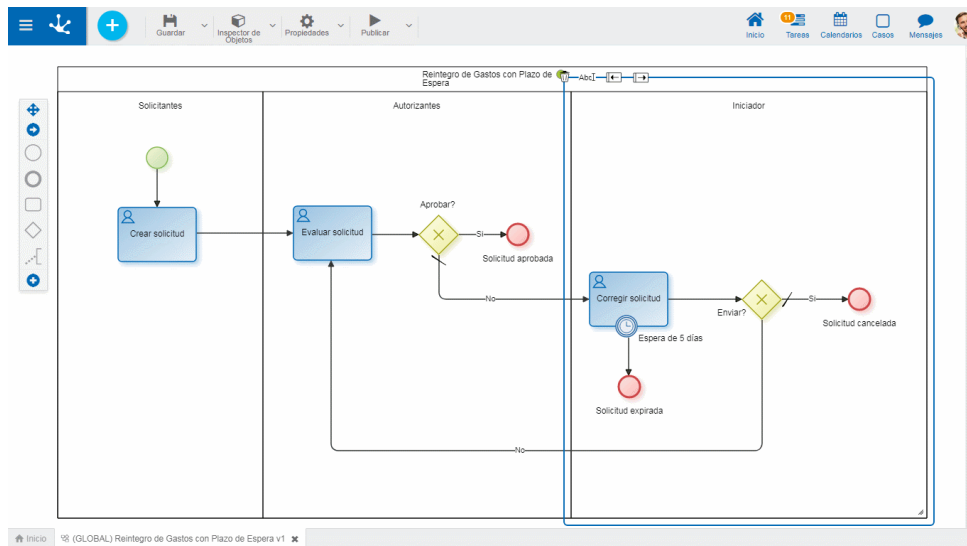 Guardar
Inspector de
Objetos
Propiedades
Publicar
Inicio
11
Tareas
Calendarios
Casos
Mensajes
Reintegro de Gastos con Plazo de
Espera
Abc
Solicitantes
Autorizantes
Iniciador
Crear solicitud
Evaluar solicitud
Aprobar?
Si
Solicitud aprobada
No
Corregir solicitud
Enviar?
Si
Solicitud cancelada
Espera de 5 días
Solicitud expirada
No
Inicio
(GLOBAL) Reintegro de Gastos con Plazo de Espera v1